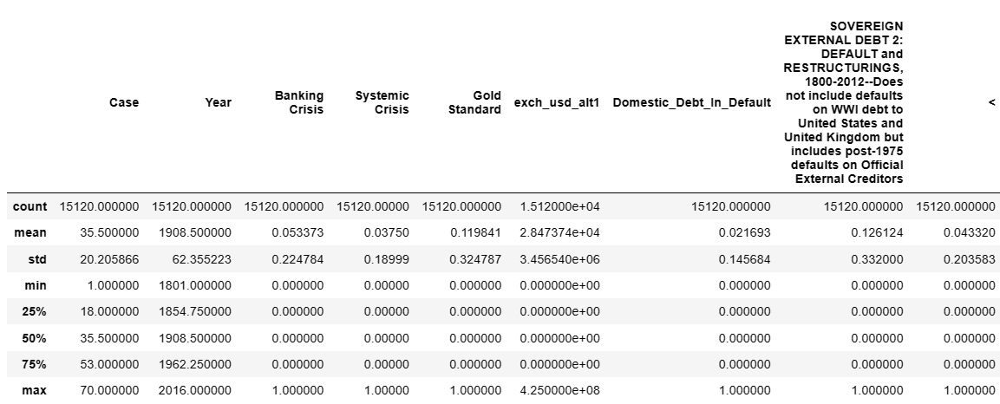 Case Year Banking Crisis Systemic Crisis Gold Standard exch_usd_alt1 Domestic_Debt_In_Default SOVEREIGN EXTERNAL DEBT 2: DEFAULT and RESTRUCTURINGS, 1800-2012--Does not include defaults on WWI debt to United States and United Kingdom but includes post-1975 defaults on Official External Creditors <
count 15120.000000 15120.000000 15120.000000 15120.00000 15120.000000 1.512000e+04 15120.000000 15120.000000 15120.000000
mean 35.500000 1908.500000 0.053373 0.03750 0.119841 2.847374e+04 0.021693 0.126124 0.043320
std 20.205866 62.355223 0.224784 0.18999 0.324787 3.456540e+06 0.145684 0.332000 0.203583
min 1.000000 1801.000000 0.000000 0.00000 0.000000 0.000000e+00 0.000000 0.000000 0.000000
25% 18.000000 1854.750000 0.000000 0.00000 0.000000 0.000000e+00 0.000000 0.000000 0.000000
50% 35.500000 1908.500000 0.000000 0.00000 0.000000 0.000000e+00 0.000000 0.000000 0.000000
75% 53.000000 1962.250000 0.000000 0.00000 0.000000 0.000000e+00 0.000000 0.000000 0.000000
max 70.000000 2016.000000 1.000000 1.00000 1.000000 4.250000e+08 1.000000 1.000000 1.000000